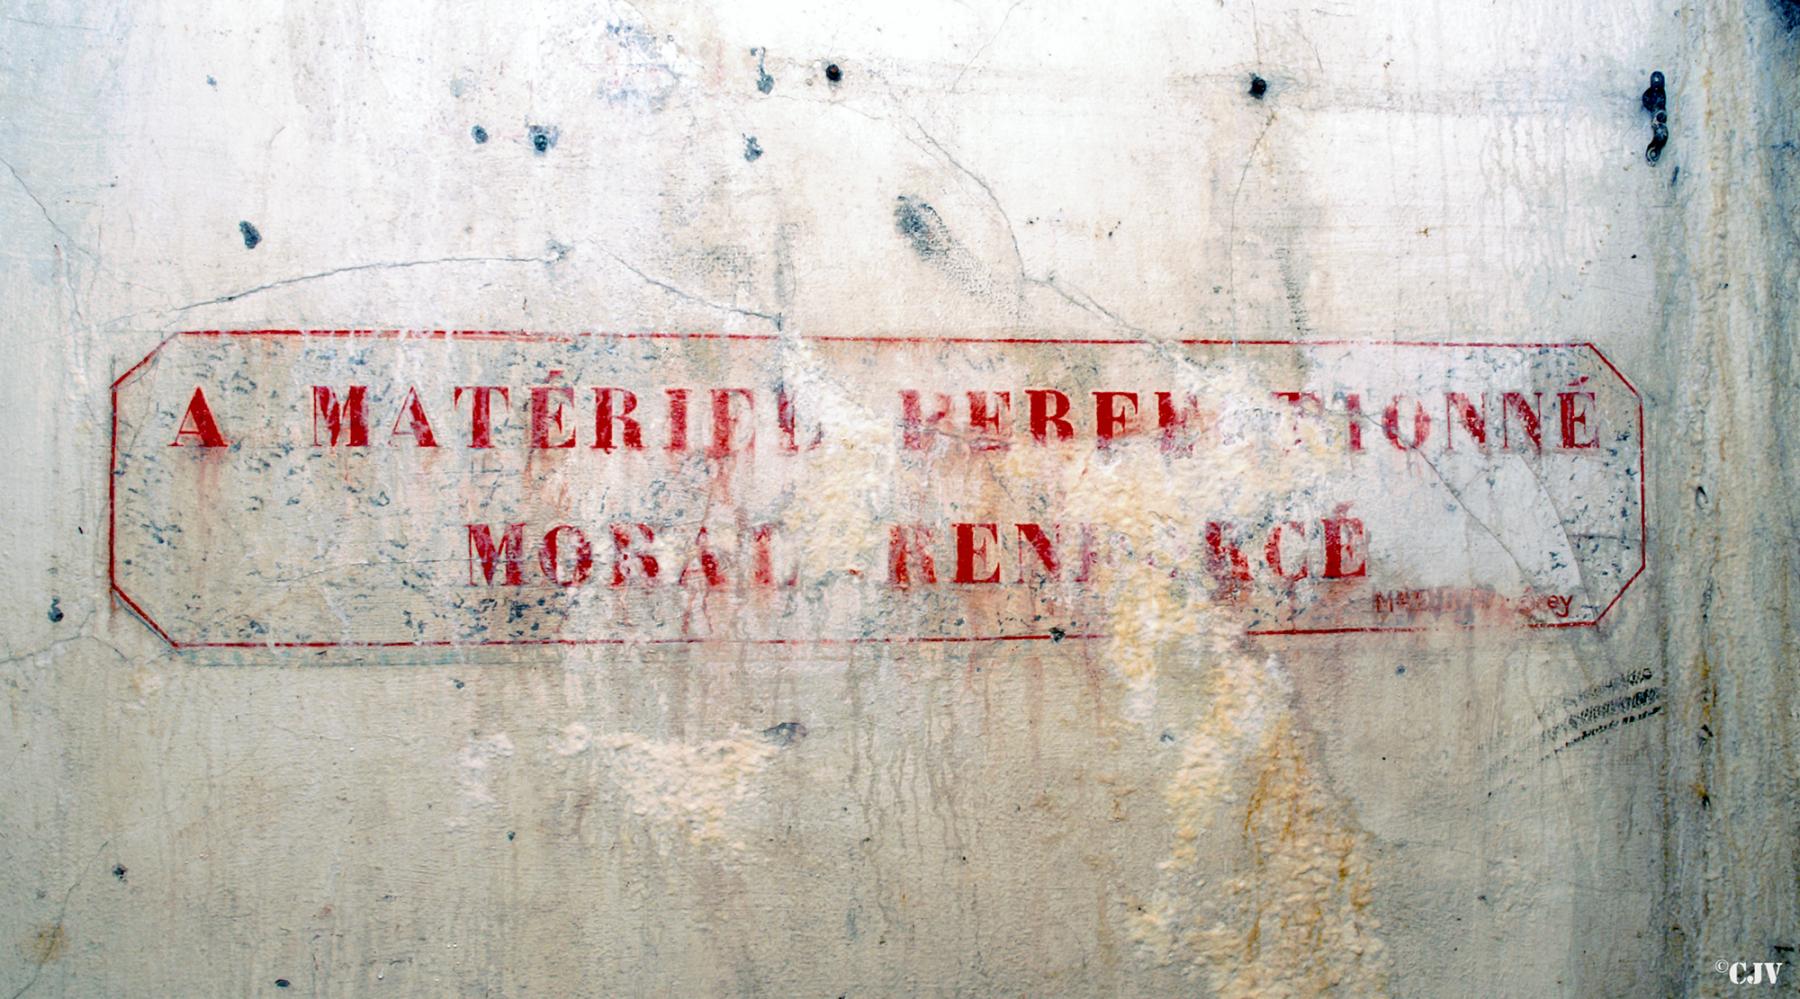 A MATÉRIEL PERFECTIONNÉ
MORAL RENFORCÉ
©CJV